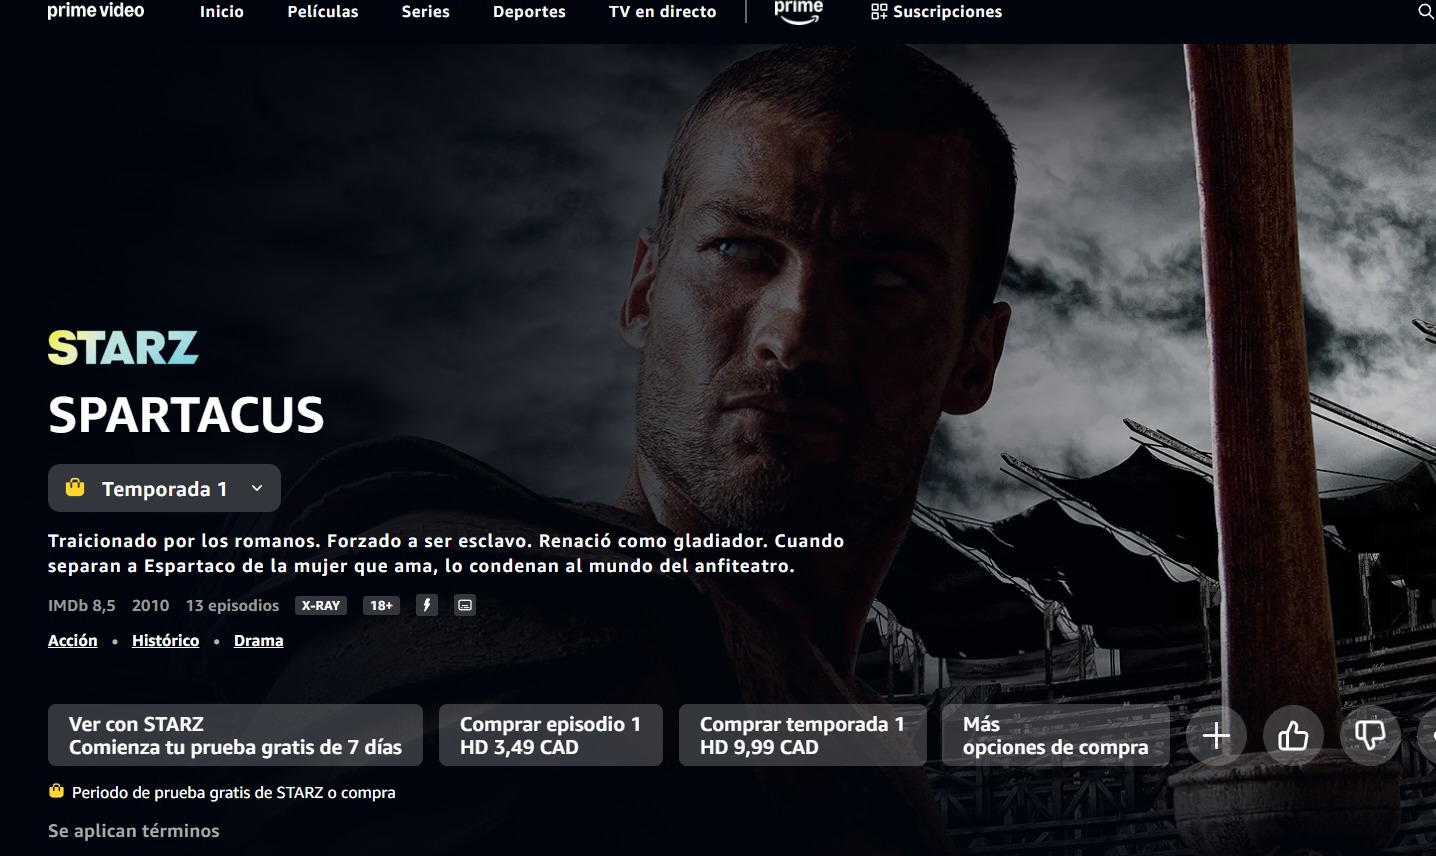 prime video
Inicio
Películas
Series
Deportes
TV en directo
prime
Suscripciones
STARZ
SPARTACUS
Temporada 1
Traicionado por los romanos. Forzado a ser esclavo. Renació como gladiador. Cuando
separan a Espartaco de la mujer que ama, lo condenan al mundo del anfiteatro.
IMDb 8,5 2010 13 episodios X-RAY 18+
Acción • Histórico • Drama
Ver con STARZ
Comienza tu prueba gratis de 7 días
Comprar episodio 1
HD 3,49 CAD
Comprar temporada 1
HD 9,99 CAD
Más
opciones de compra
Periodo de prueba gratis de STARZ o compra
Se aplican términos